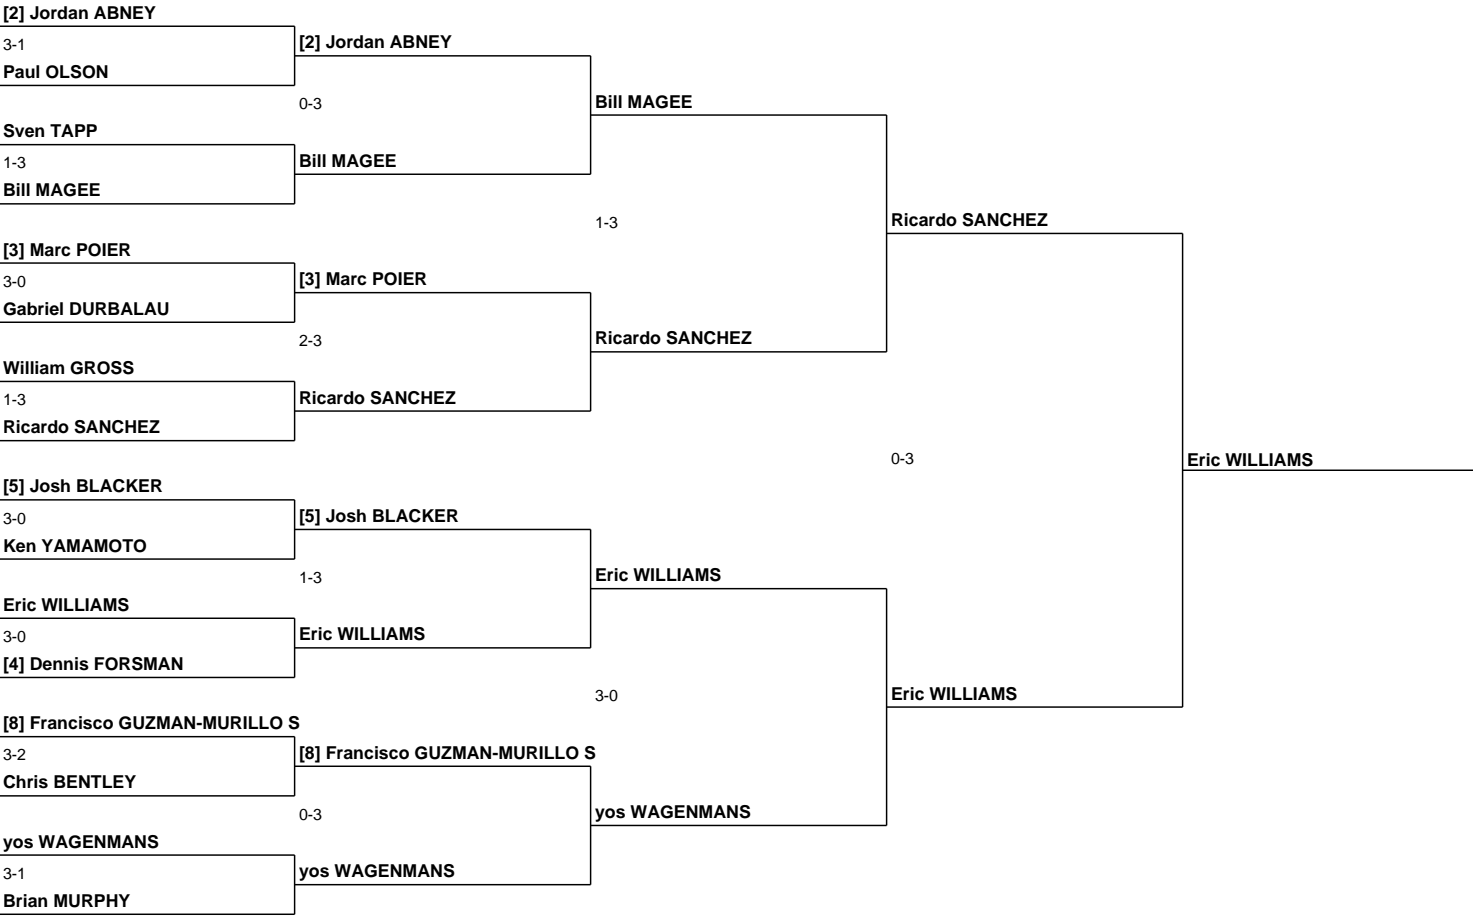 [2] Jordan ABNEY
3-1
[2] Jordan ABNEY
Paul OLSON
0-3
Bill MAGEE
Sven TAPP
1-3
Bill MAGEE
Bill MAGEE
1-3
Ricardo SANCHEZ
[3] Marc POIER
3-0
[3] Marc POIER
Gabriel DURBALAU
2-3
Ricardo SANCHEZ
William GROSS
1-3
Ricardo SANCHEZ
Ricardo SANCHEZ
0-3
Eric WILLIAMS
[5] Josh BLACKER
3-0
[5] Josh BLACKER
Ken YAMAMOTO
1-3
Eric WILLIAMS
Eric WILLIAMS
3-0
Eric WILLIAMS
[4] Dennis FORSMAN
3-0
Eric WILLIAMS
[8] Francisco GUZMAN-MURILLO S
3-2
[8] Francisco GUZMAN-MURILLO S
Chris BENTLEY
0-3
yos WAGENMANS
yos WAGENMANS
3-1
yos WAGENMANS
Brian MURPHY